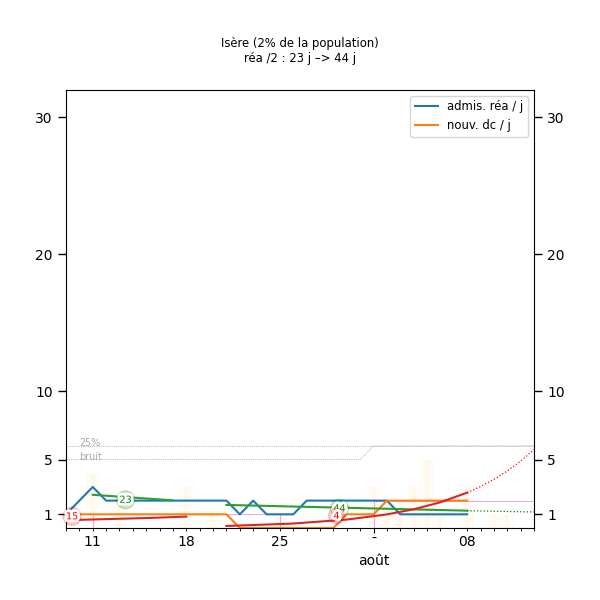 Isère (2% de la population)
réa /2 : 23 j –> 44 j
admis. réa / j
nouv. dc / j
30 30
20 20
10 10
25%
5 bruit 5
23
44
15 4
1 1
11 18 25 - 08
août